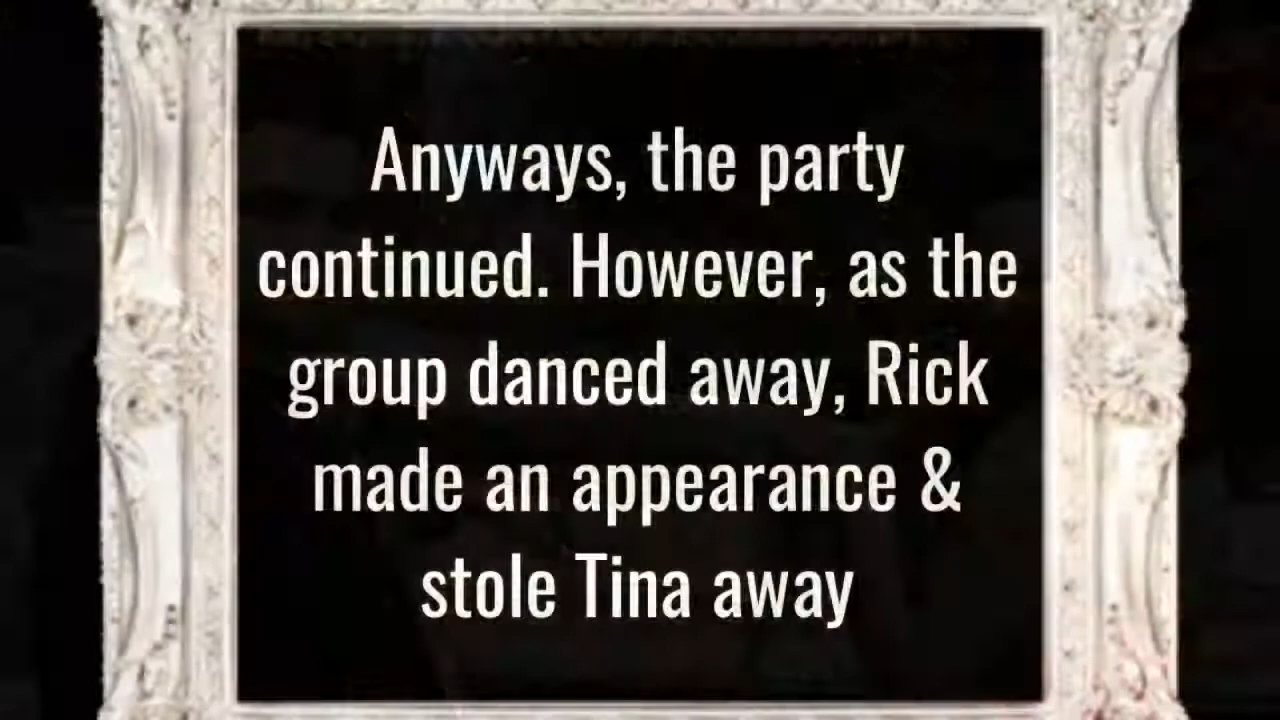 Anyways, the party
continued. However, as the
group danced away, Rick
made an appearance &
stole Tina away